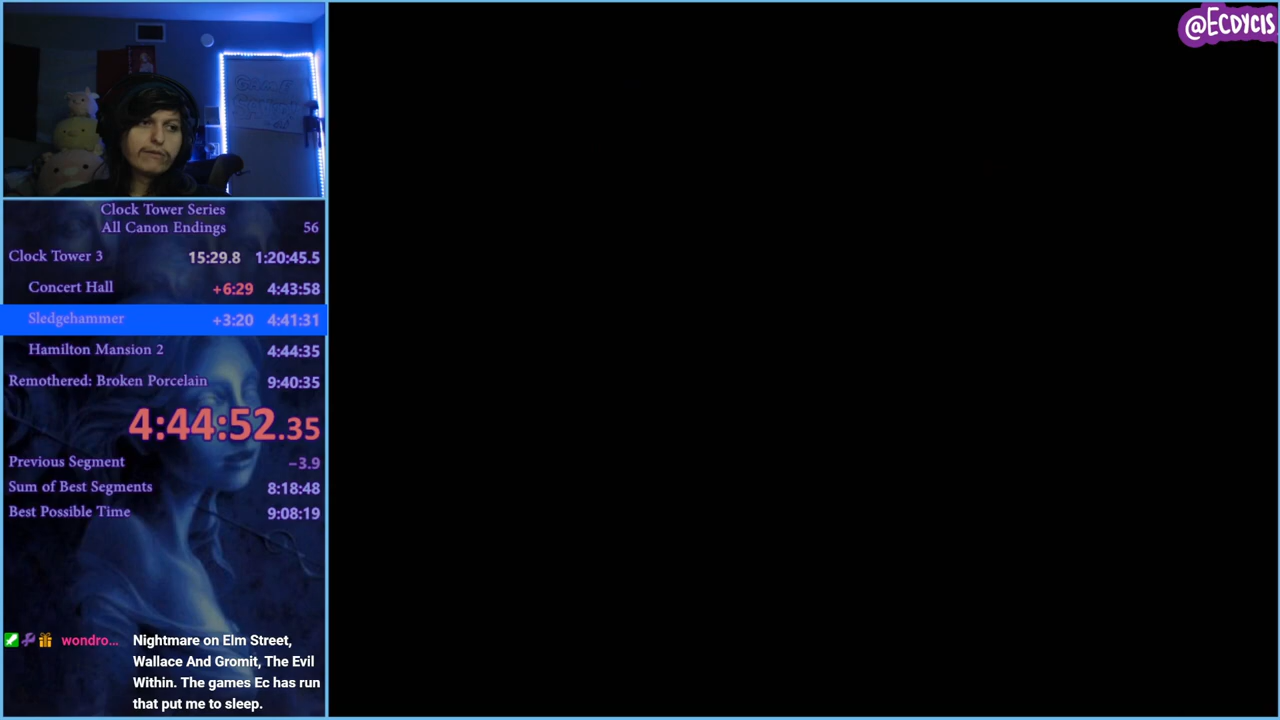 @ECDYCIS
GAME
Clock Tower Series
All Canon Endings 56
Clock Tower 3 15:29.8 1:20:45.5
Concert Hall +6:29 4:43:58
Sledgehammer +3:20 4:41:31
Hamilton Mansion 2 4:44:35
Remothered: Broken Porcelain 9:40:35
4:44:52.35
Previous Segment −3.9
Sum of Best Segments 8:18:48
Best Possible Time 9:08:19
wondro... Nightmare on Elm Street,
Wallace And Gromit, The Evil
Within. The games Ec has run
that put me to sleep.